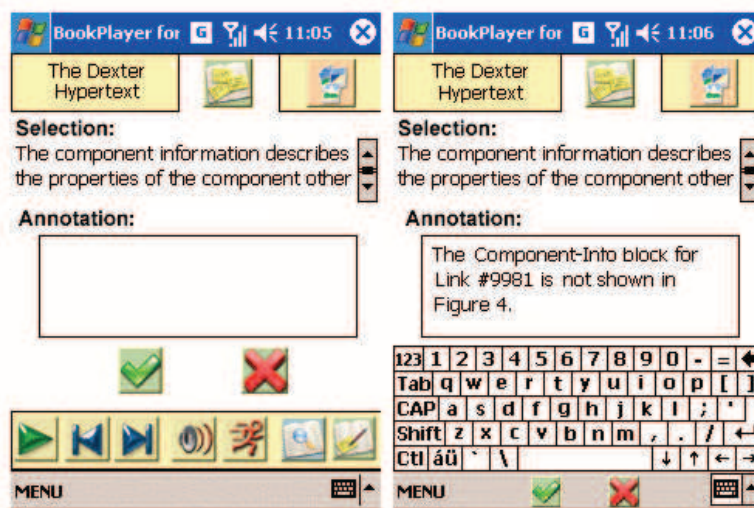 BookPlayer for G 11:05
The Dexter
Hypertext
Selection:
The component information describes
the properties of the component other
Annotation:
MENU
BookPlayer for G 11:06
The Dexter
Hypertext
Selection:
The component information describes
the properties of the component other
Annotation:
The Component-Into block for
Link #9981 is not shown in
Figure 4.
123 1 2 3 4 5 6 7 8 9 0 - =
Tab q w e r t y u i o p [ ]
CAP a s d f g h j k l ; '
Shift z x c v b n m , . /
Ctl áü ` \
MENU